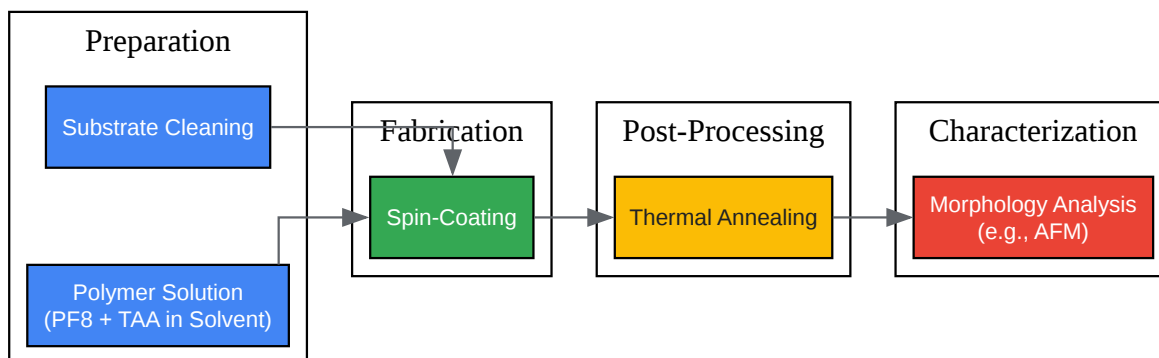 Preparation
Substrate Cleaning
Polymer Solution
(PF8 + TAA in Solvent)
Fabrication
Spin-Coating
Post-Processing
Thermal Annealing
Characterization
Morphology Analysis
(e.g., AFM)